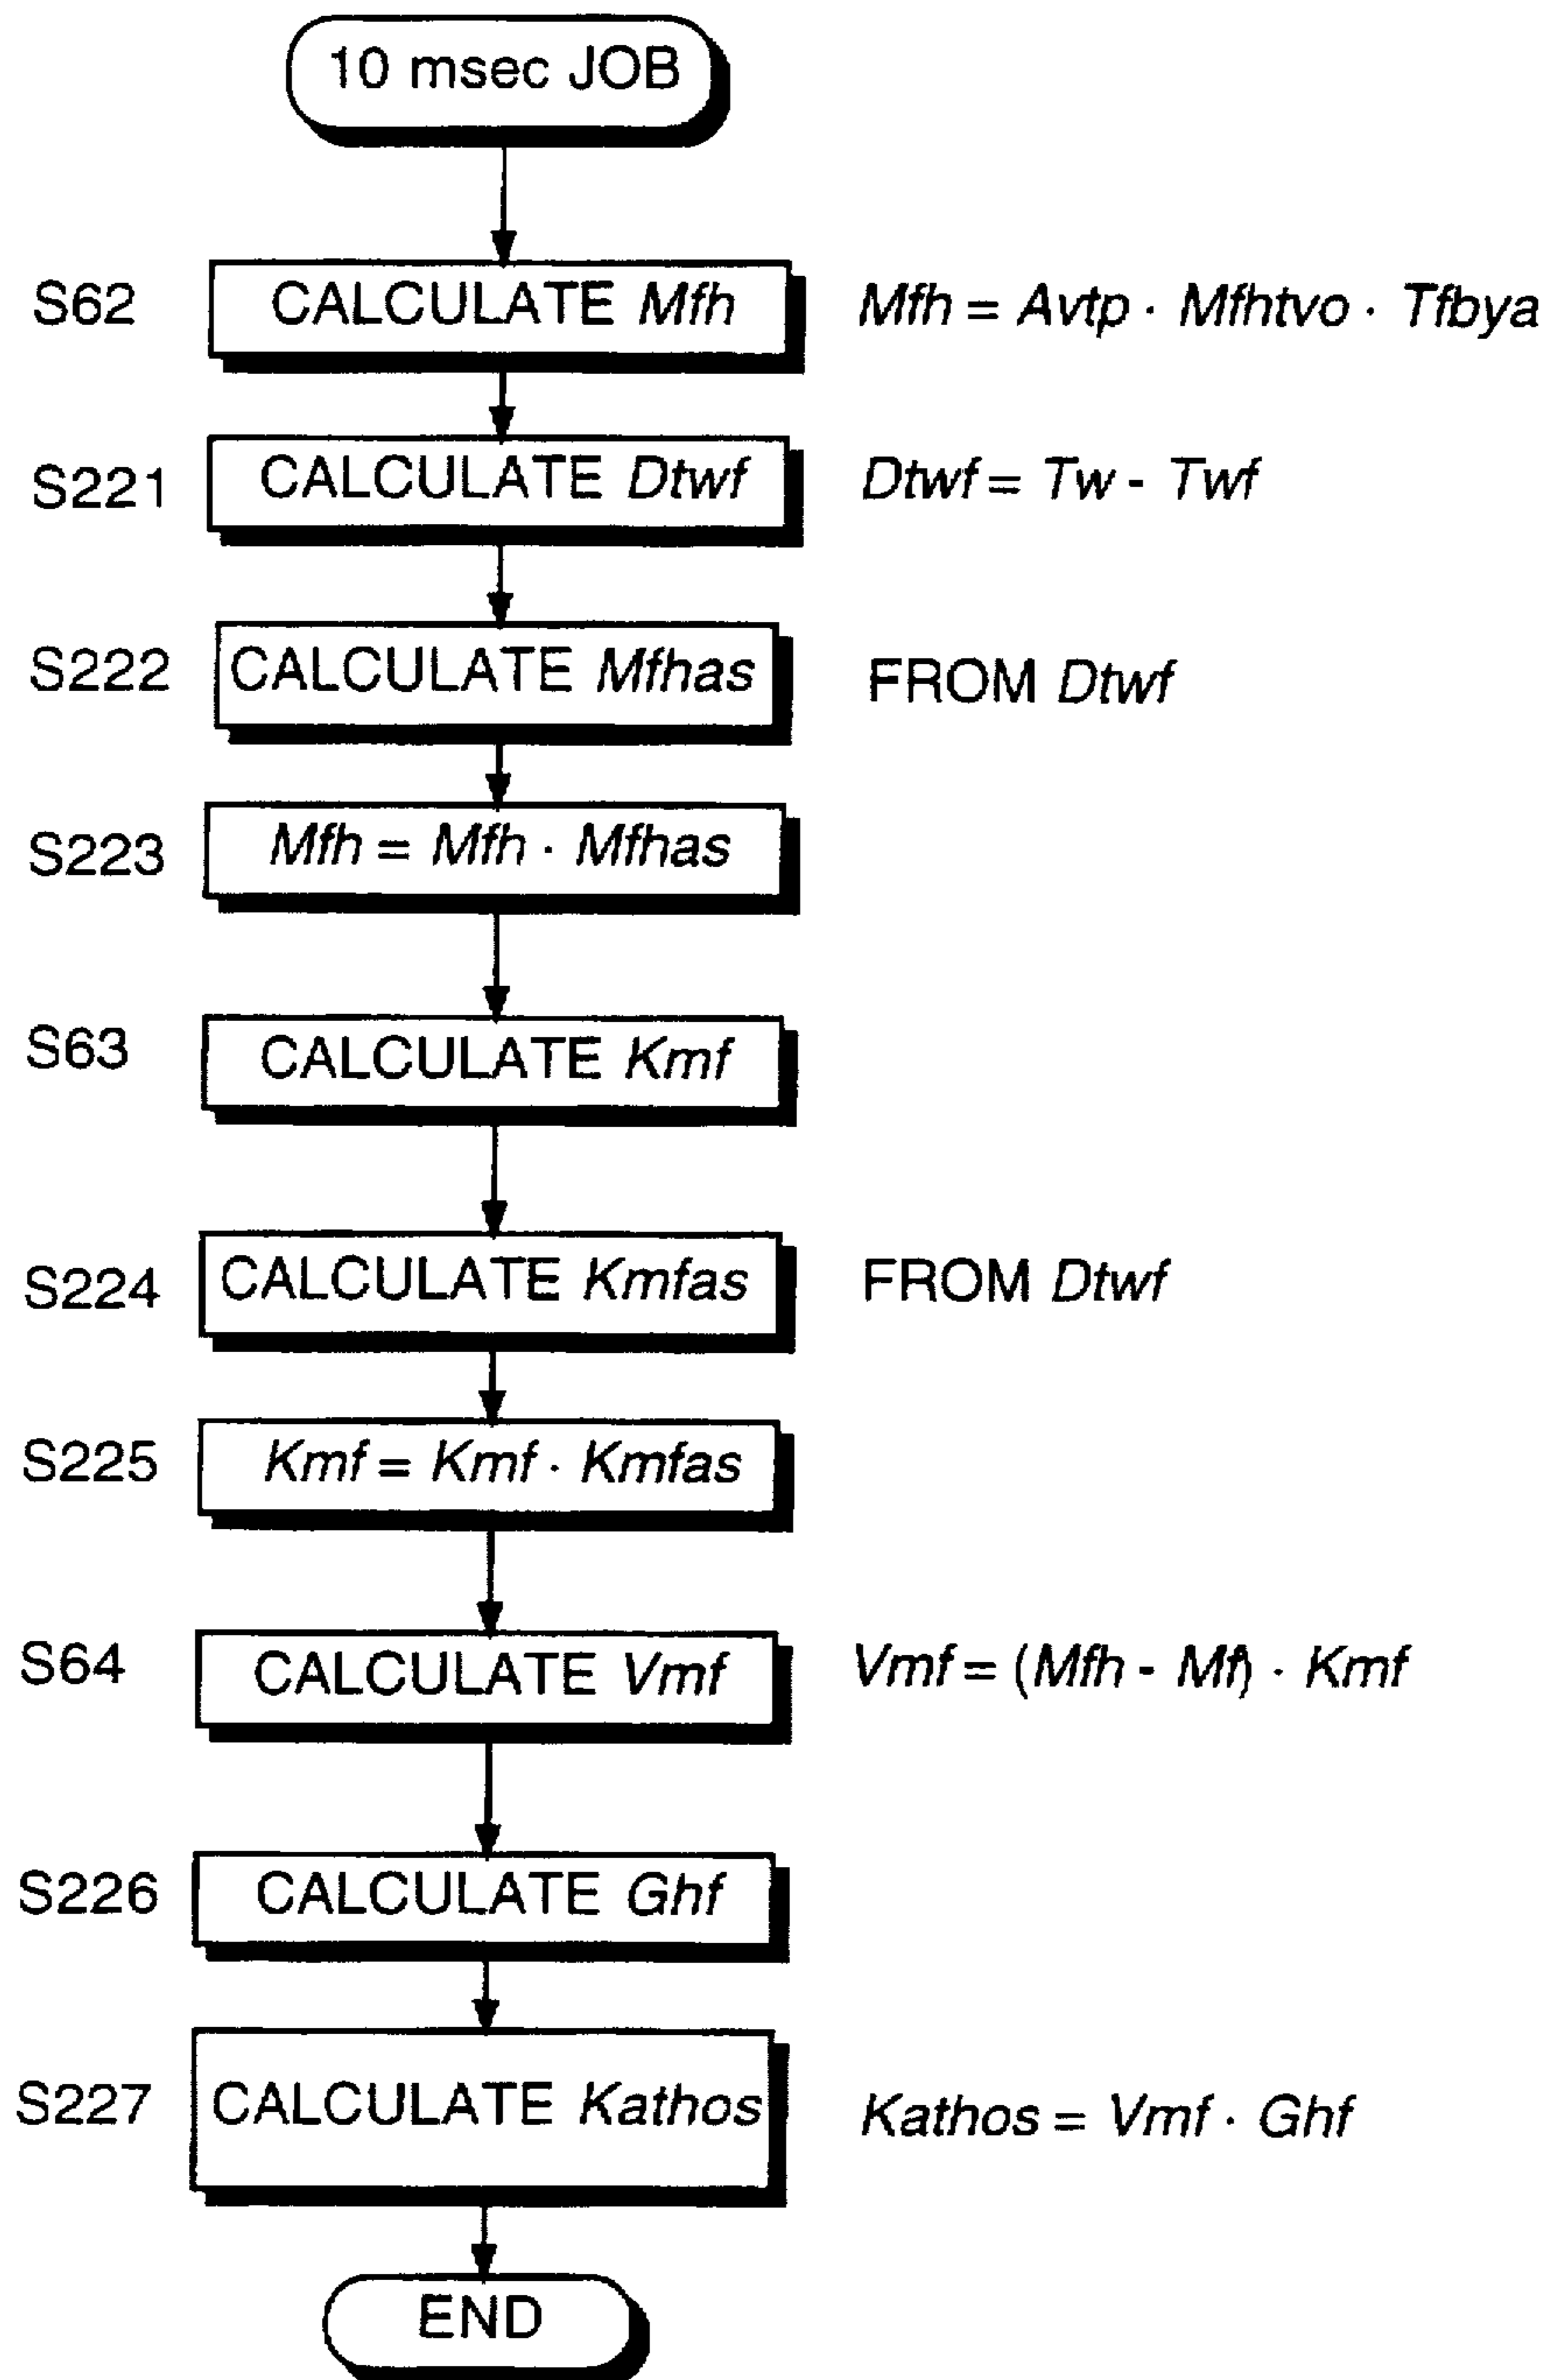 10 msec JOB
S62 CALCULATE Mfh Mfh = Avtp · Mfhtvo · Tfbya
S221 CALCULATE Dtwf Dtwf = Tw - Twf
S222 CALCULATE Mfhas FROM Dtwf
S223 Mfh = Mfh · Mfhas
S63 CALCULATE Kmf
S224 CALCULATE Kmfas FROM Dtwf
S225 Kmf = Kmf · Kmfas
S64 CALCULATE Vmf Vmf = (Mfh - Mf) · Kmf
S226 CALCULATE Ghf
S227 CALCULATE Kathos Kathos = Vmf · Ghf
END